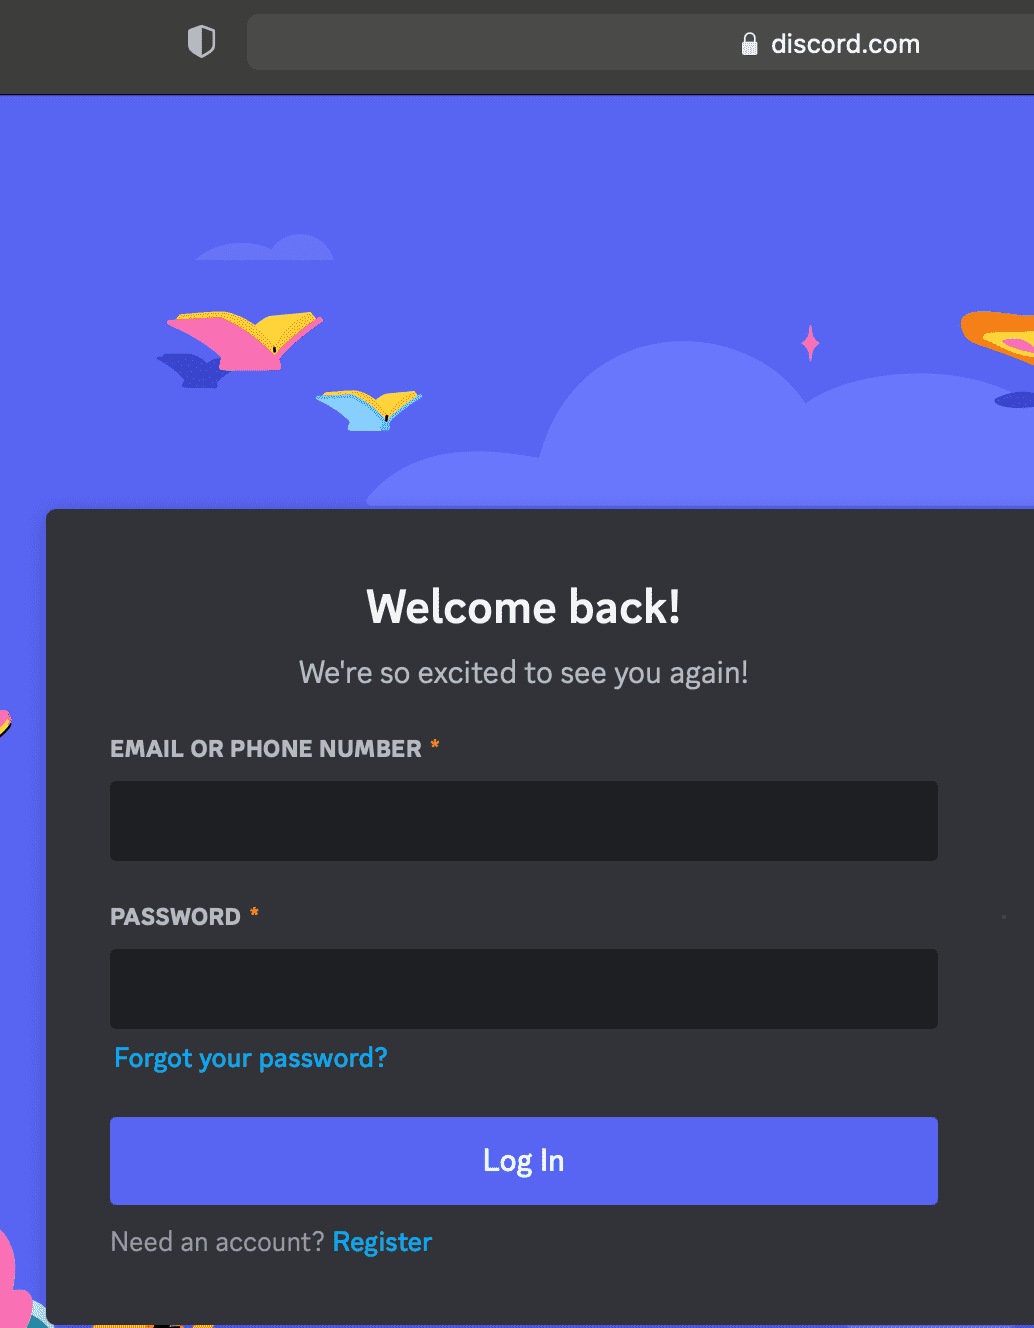 discord.com
Welcome back!
We're so excited to see you again!
EMAIL OR PHONE NUMBER *
PASSWORD *
Forgot your password?
Log In
Need an account? Register